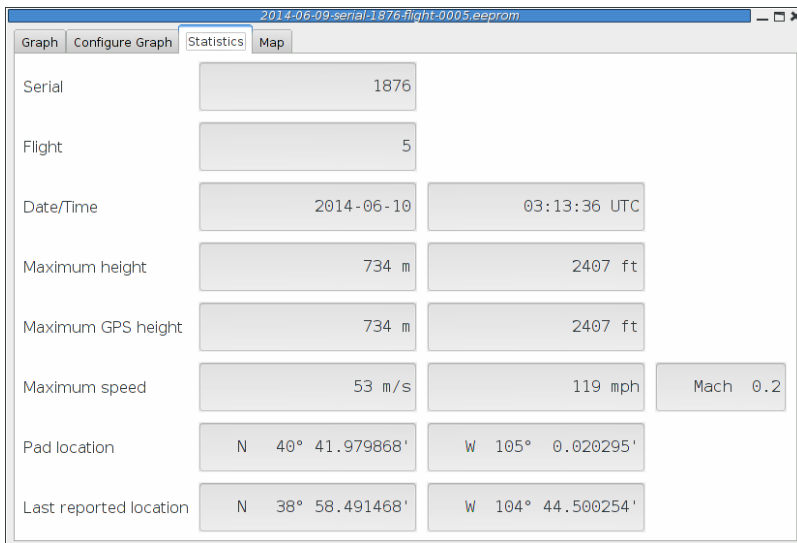 2014-06-09-serial-1876-flight-0005.eeprom
Graph Configure Graph Statistics Map
Serial 1876
Flight 5
Date/Time 2014-06-10 03:13:36 UTC
Maximum height 734 m 2407 ft
Maximum GPS height 734 m 2407 ft
Maximum speed 53 m/s 119 mph Mach 0.2
Pad location N 40° 41.979868' W 105° 0.020295'
Last reported location N 38° 58.491468' W 104° 44.500254'